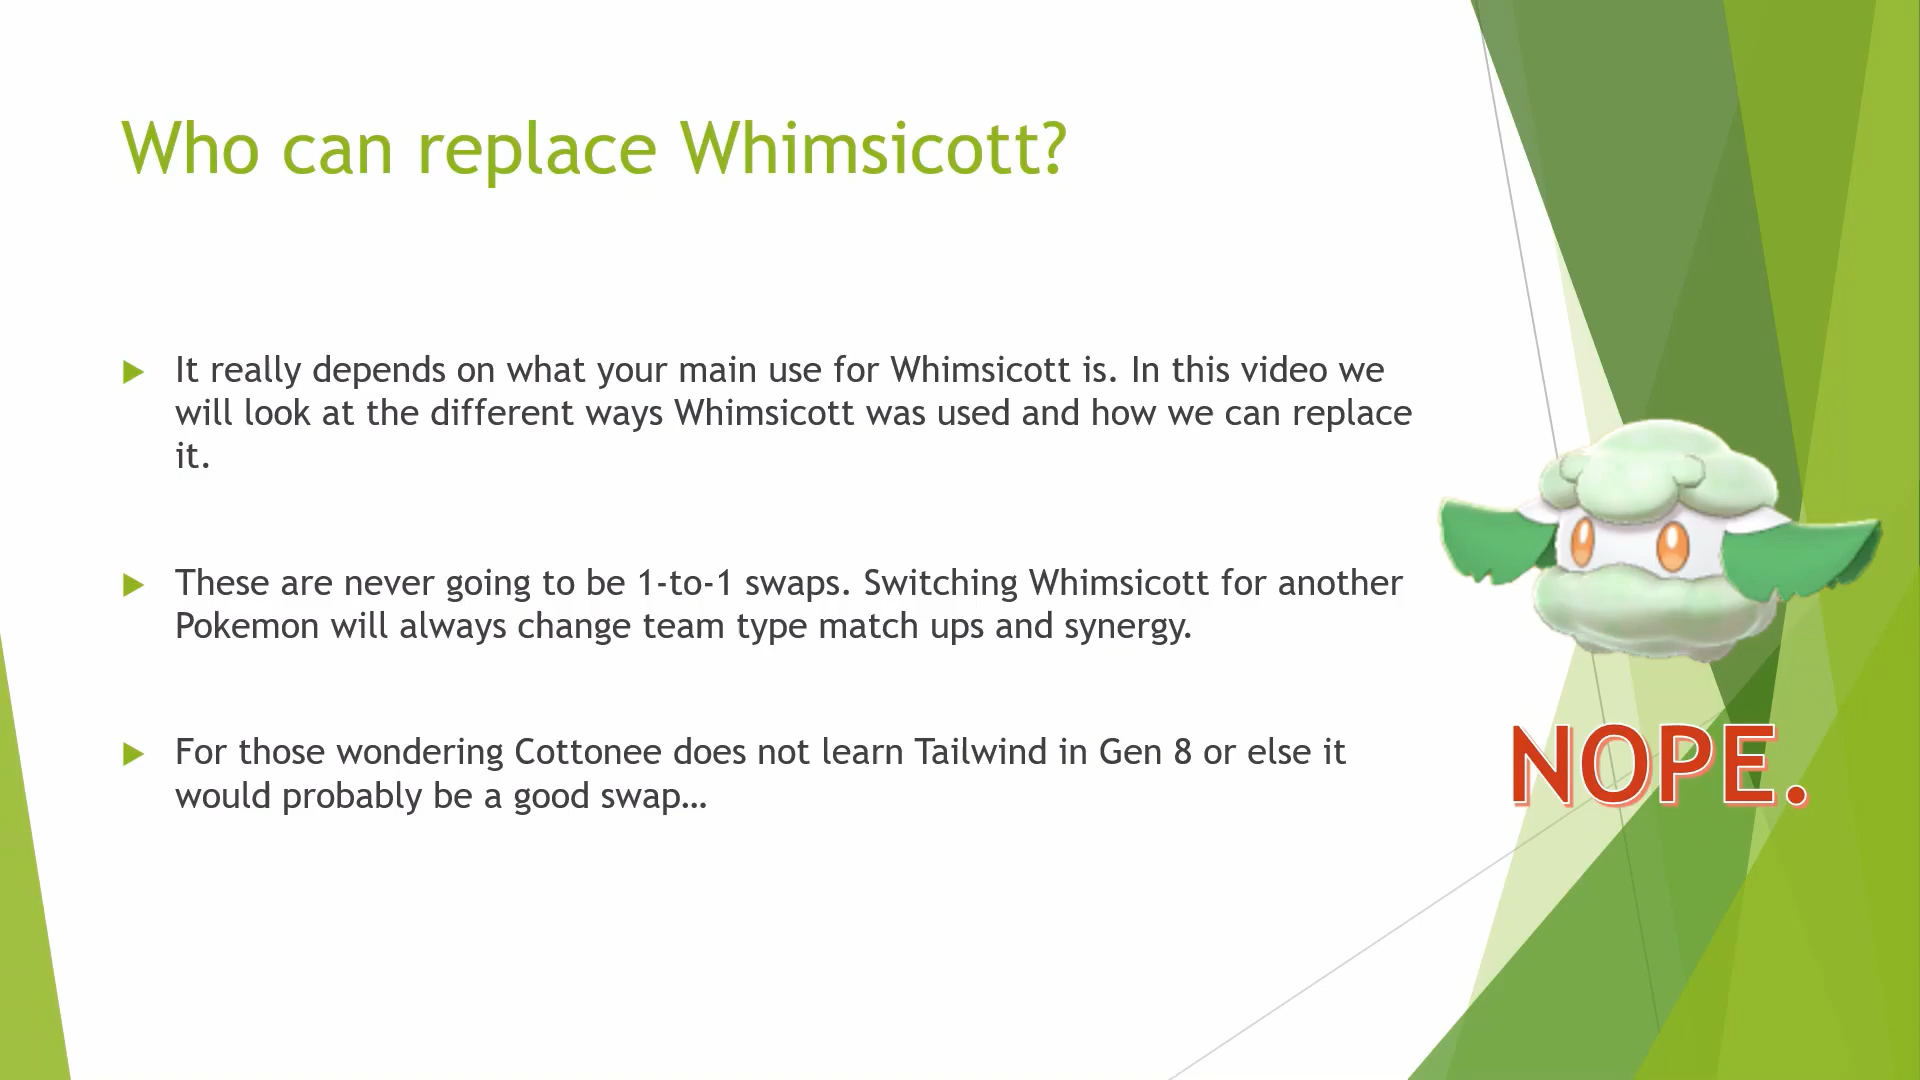 Who can replace Whimsicott?
It really depends on what your main use for Whimsicott is. In this video we
will look at the different ways Whimsicott was used and how we can replace
it.
These are never going to be 1-to-1 swaps. Switching Whimsicott for another
Pokemon will always change team type match ups and synergy.
For those wondering Cottonee does not learn Tailwind in Gen 8 or else it
would probably be a good swap…
NOPE.